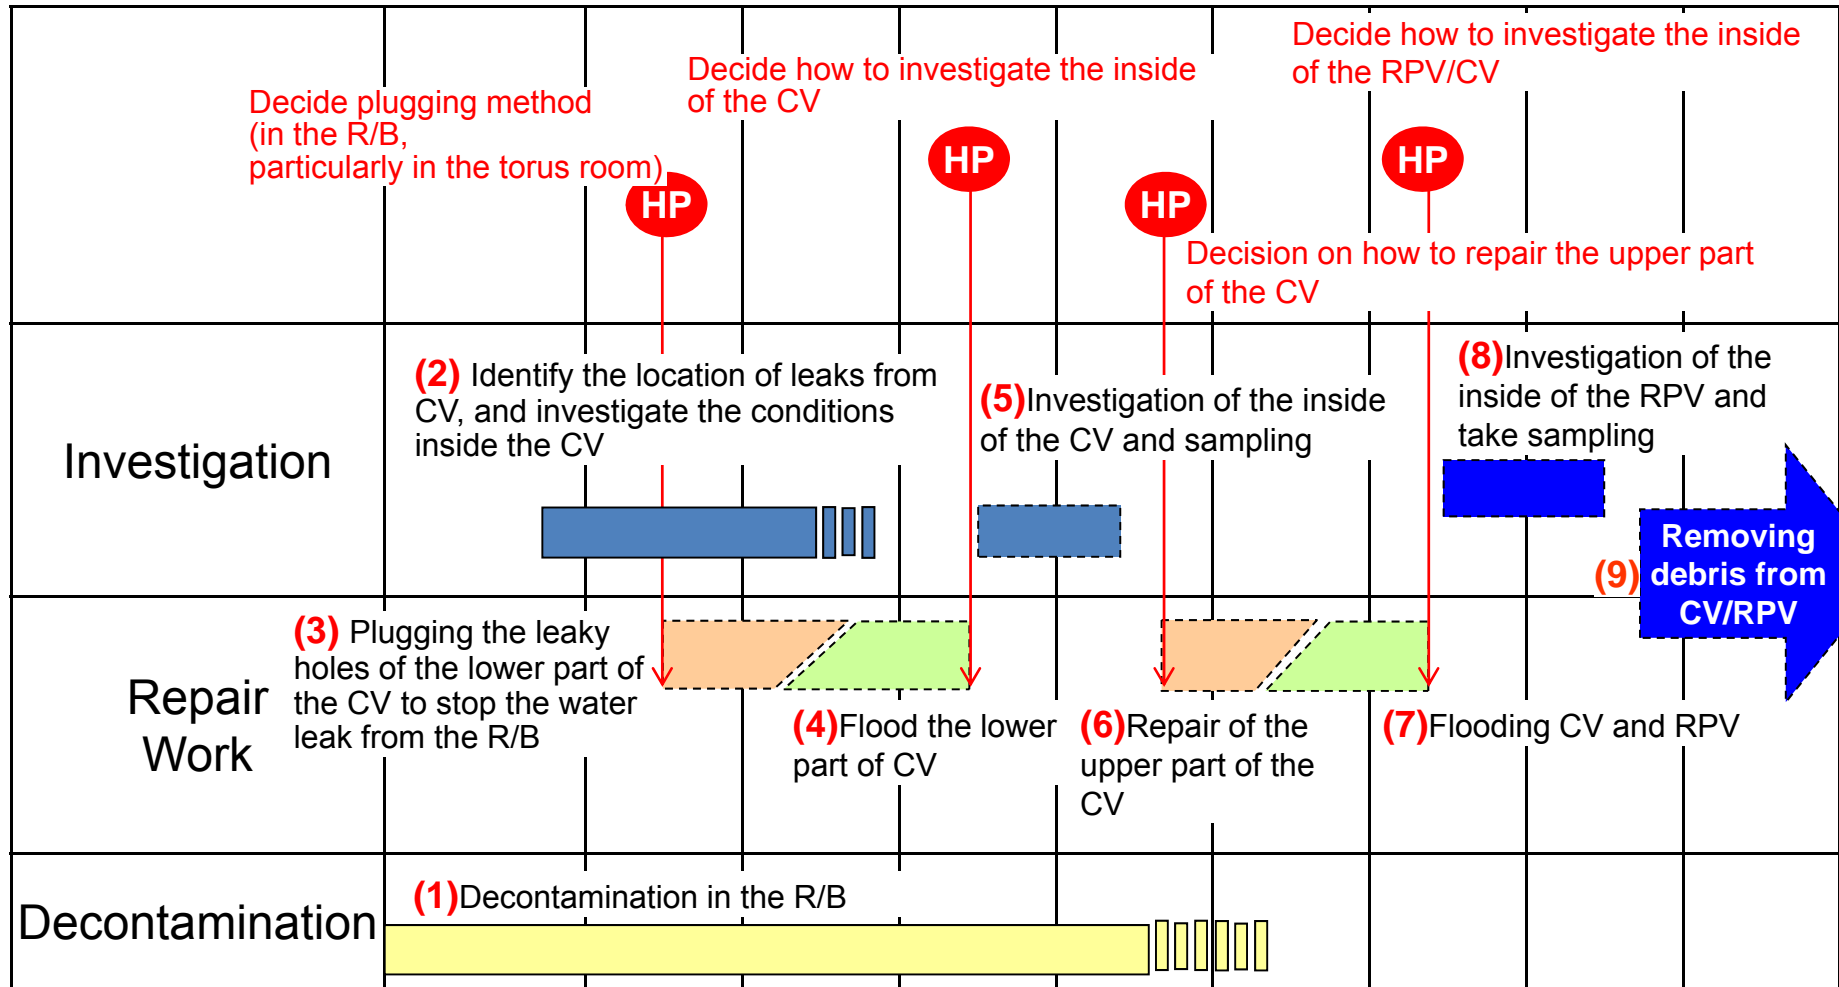 Decide plugging method
(in the R/B,
particularly in the torus room)
HP
Decide how to investigate the inside
of the CV
HP
HP
Decision on how to repair the upper part
of the CV
Decide how to investigate the inside
of the RPV/CV
HP
Investigation
(2) Identify the location of leaks from
CV, and investigate the conditions
inside the CV
(5)Investigation of the inside
of the CV and sampling
(8)Investigation of the
inside of the RPV and
take sampling
(9)
Removing
debris from
CV/RPV
Repair
Work
(3) Plugging the leaky
holes of the lower part of
the CV to stop the water
leak from the R/B
(4)Flood the lower
part of CV
(6)Repair of the
upper part of the
CV
(7)Flooding CV and RPV
Decontamination
(1)Decontamination in the R/B